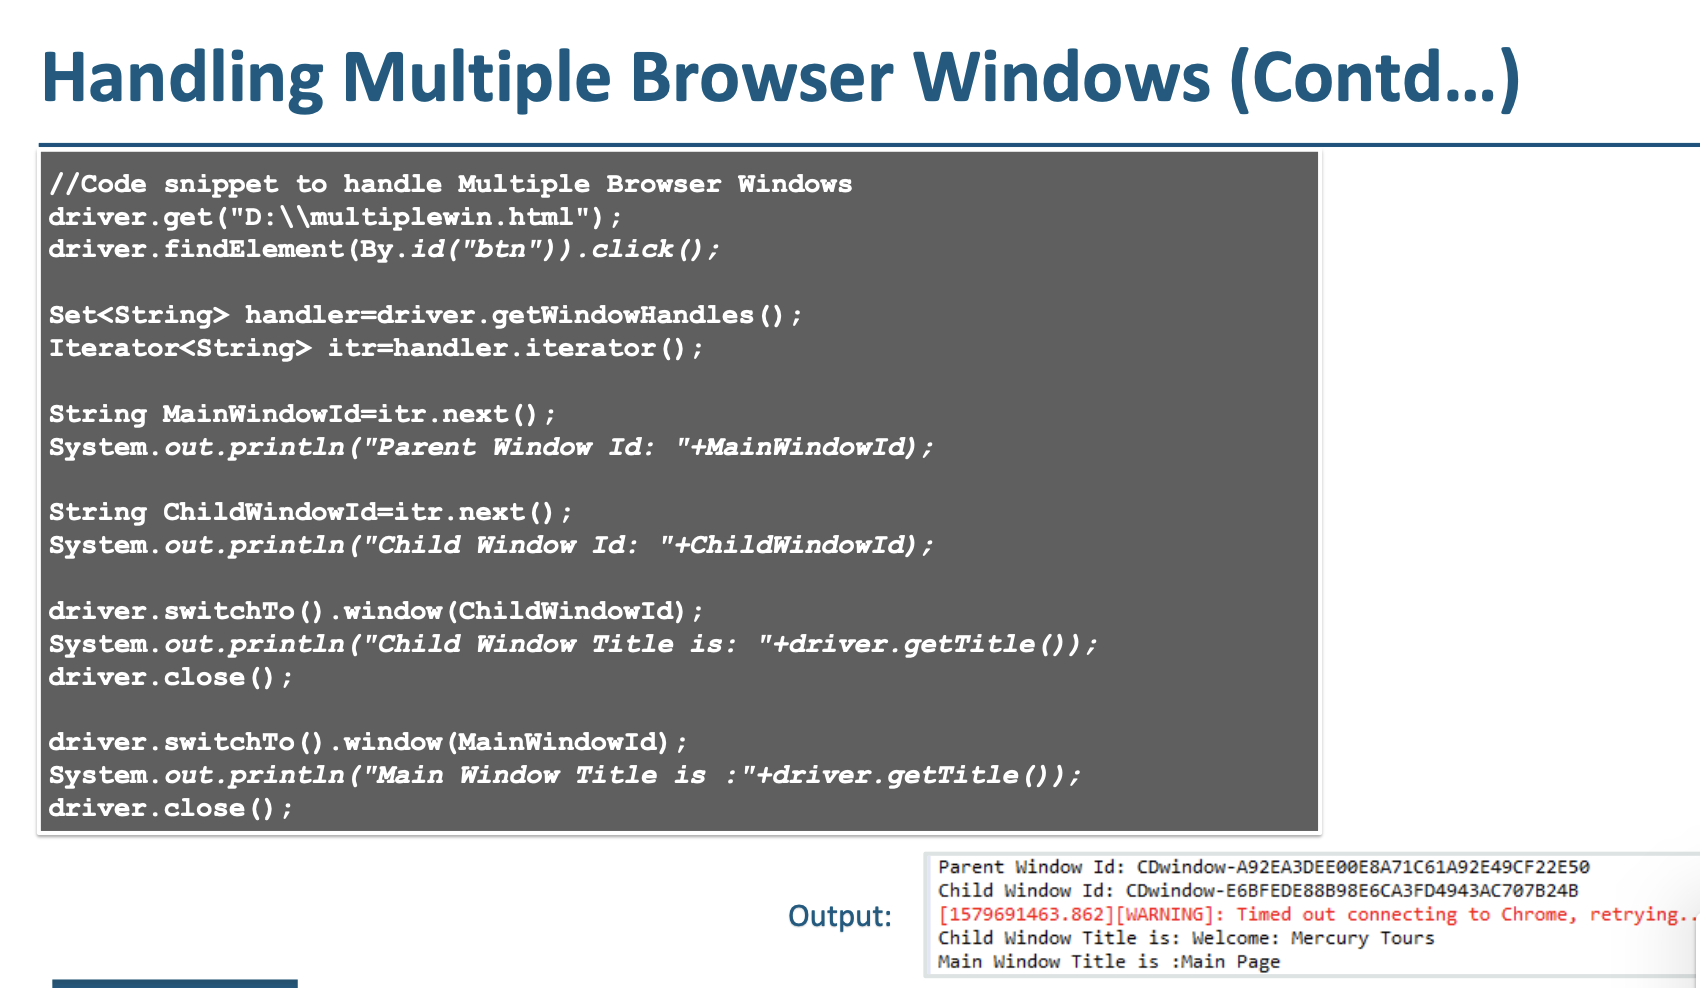 Handling Multiple Browser Windows (Contd...)
//Code snippet to handle Multiple Browser Windows
driver.get("D:\\multiplewin.html");
driver.findElement(By.id("btn")).click();
Set<String> handler=driver.getWindowHandles();
Iterator<String> itr=handler.iterator();
String MainWindowId=itr.next();
System.out.println("Parent Window Id: "+MainWindowId);
String ChildWindowId=itr.next();
System.out.println("Child Window Id: "+ChildWindowId);
driver.switchTo().window(ChildWindowId);
System.out.println("Child Window Title is: "+driver.getTitle());
driver.close();
driver.switchTo().window(MainWindowId);
System.out.println("Main Window Title is :"+driver.getTitle());
driver.close();
Output:
Parent Window Id: CDwindow-A92EA3DEE00E8A71C61A92E49CF22E50
Child Window Id: CDwindow-E6BFEDE88B98E6CA3FD4943AC707B24B
[1579691463.862][WARNING]: Timed out connecting to Chrome, retrying..
Child Window Title is: Welcome: Mercury Tours
Main Window Title is :Main Page